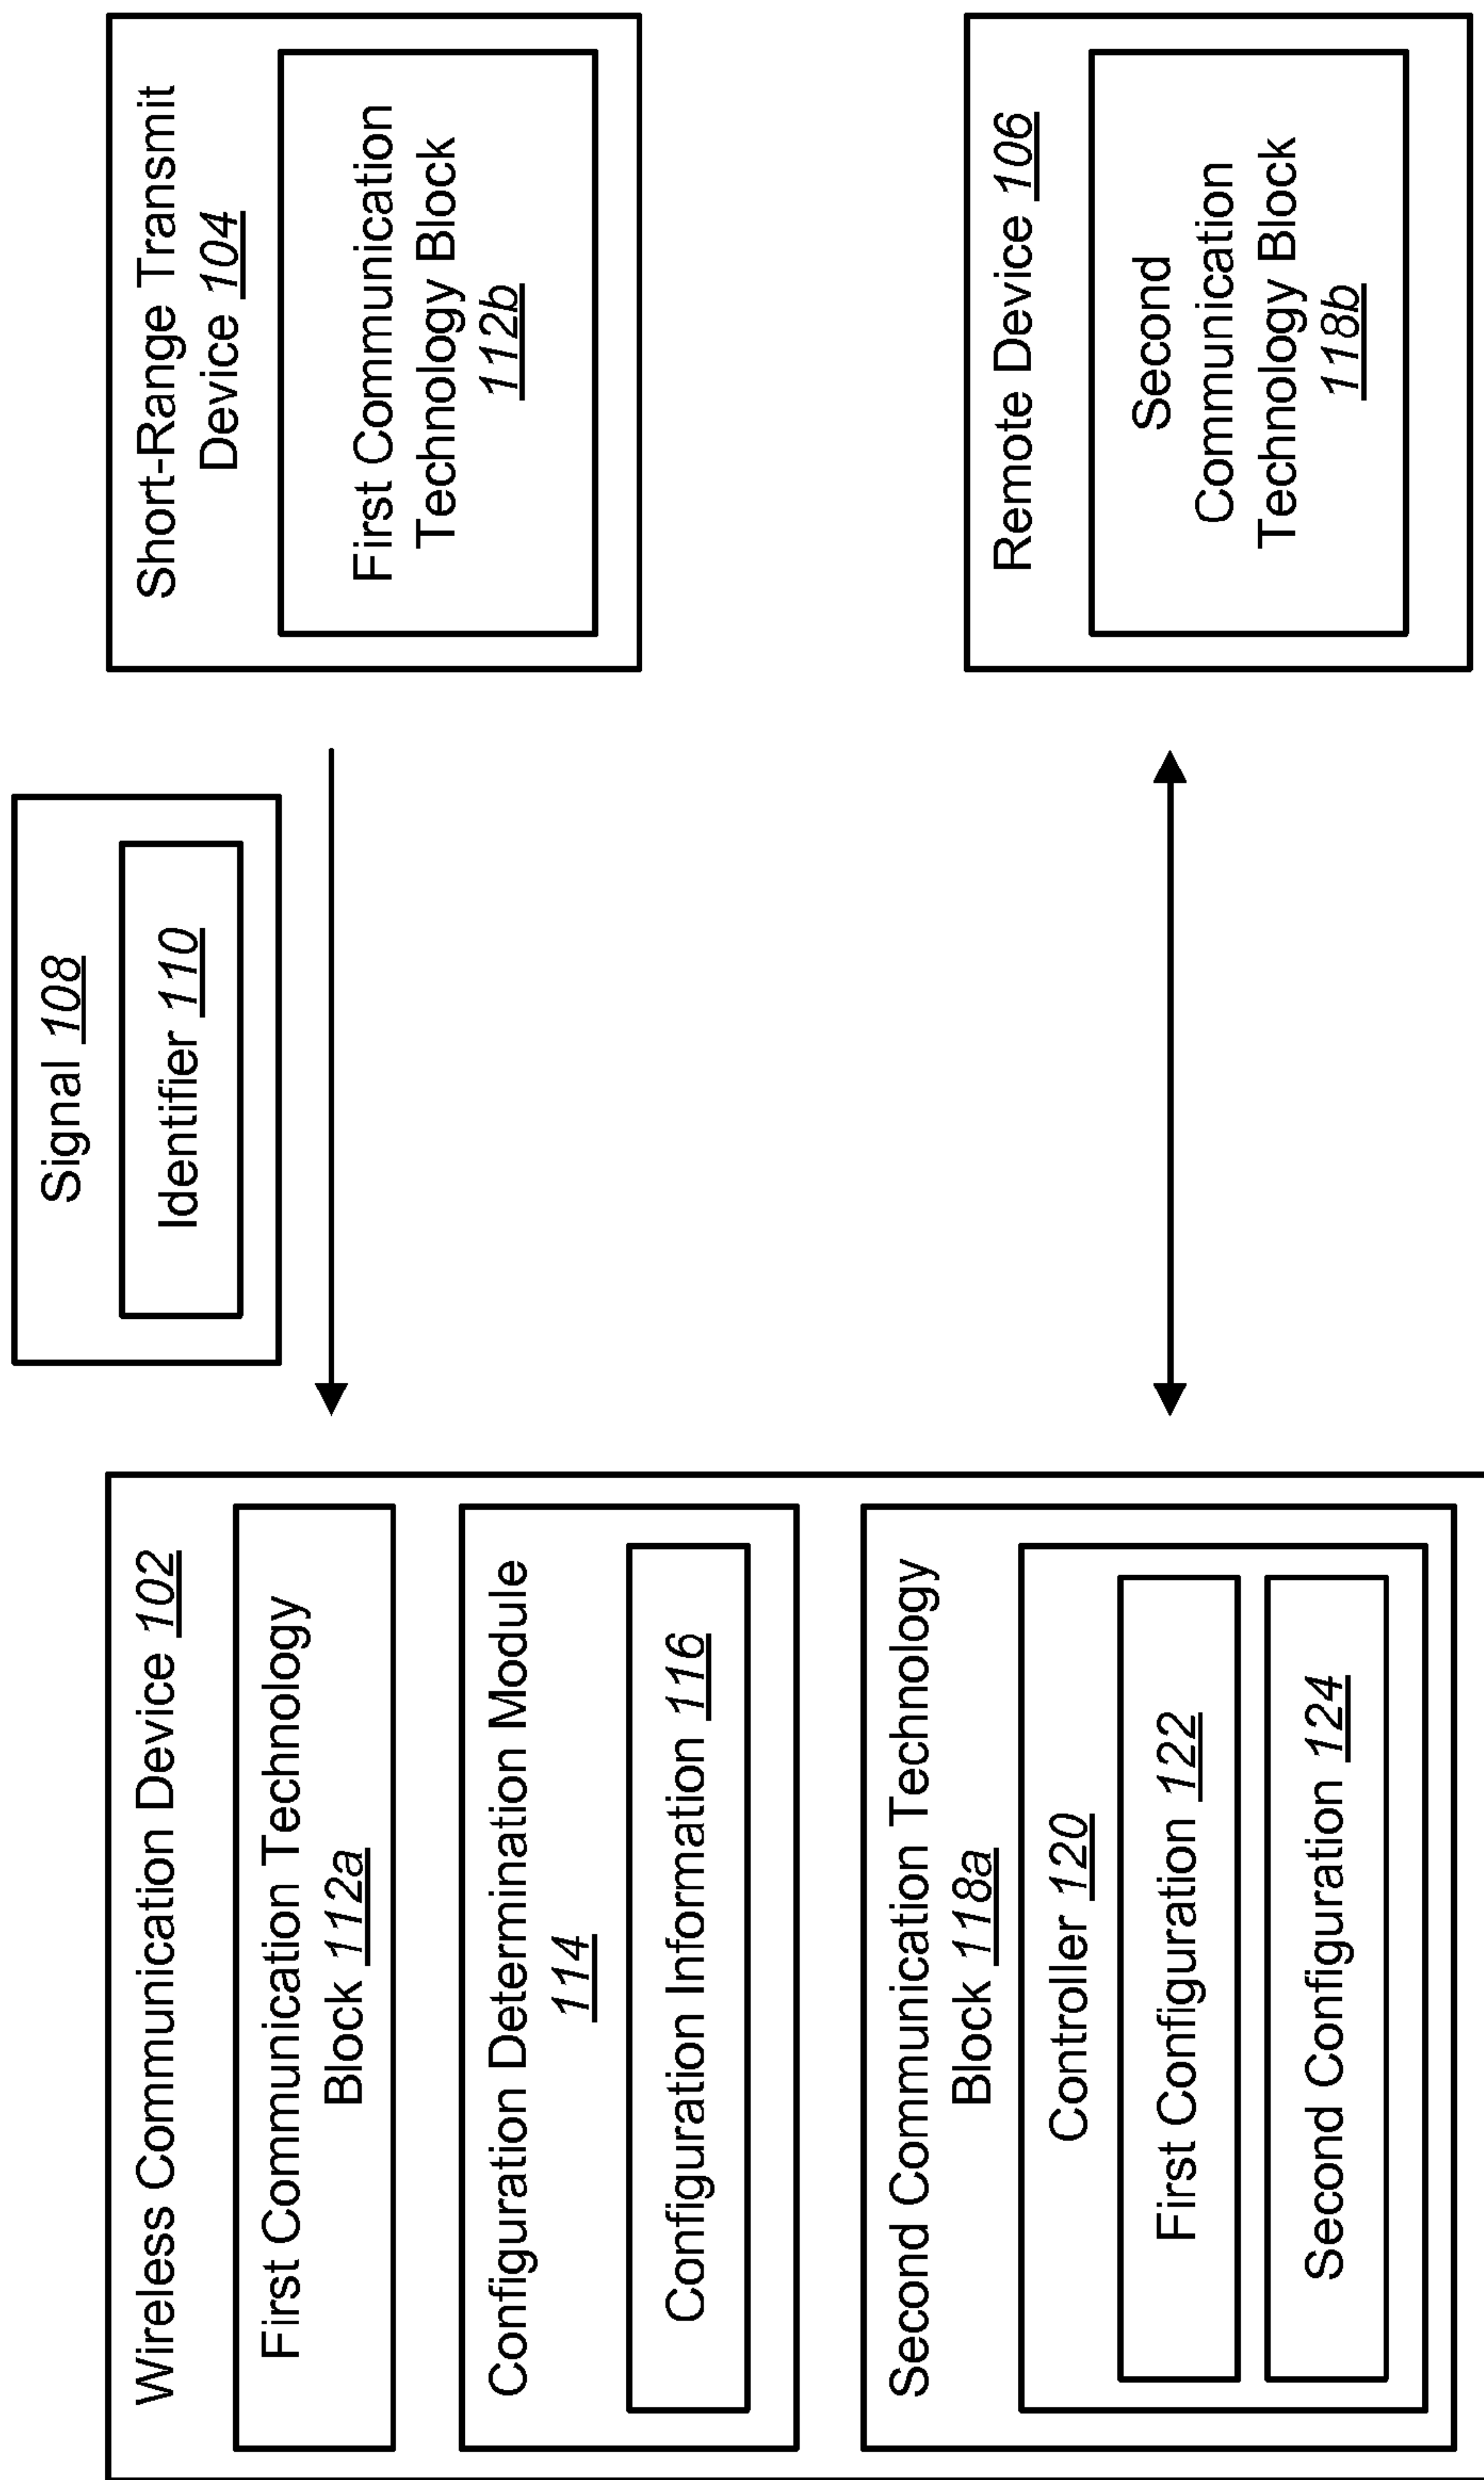 Wireless Communication Device 102
First Communication Technology
Block 112a
Configuration Determination Module
114
Configuration Information 116
Second Communication Technology
Block 118a
Controller 120
First Configuration 122
Second Configuration 124
Signal 108
Identifier 110
Short-Range Transmit
Device 104
First Communication
Technology Block
112b
Remote Device 106
Second
Communication
Technology Block
118b